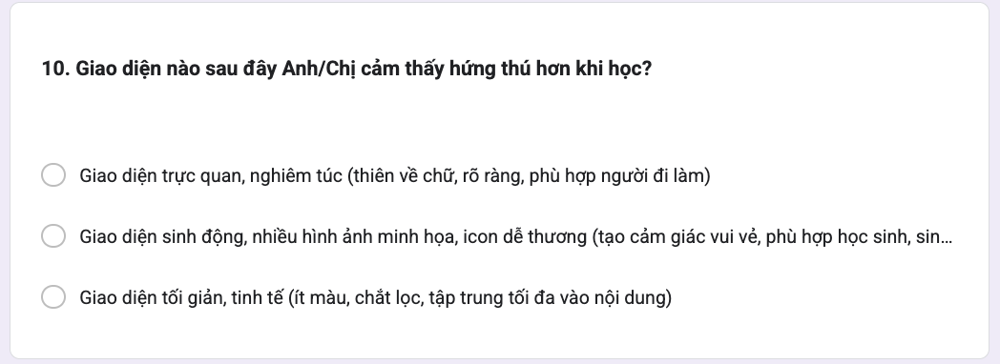 10. Giao diện nào sau đây Anh/Chị cảm thấy hứng thú hơn khi học?
Giao diện trực quan, nghiêm túc (thiên về chữ, rõ ràng, phù hợp người đi làm)
Giao diện sinh động, nhiều hình ảnh minh họa, icon dễ thương (tạo cảm giác vui vẻ, phù hợp học sinh, sin...
Giao diện tối giản, tinh tế (ít màu, chắt lọc, tập trung tối đa vào nội dung)